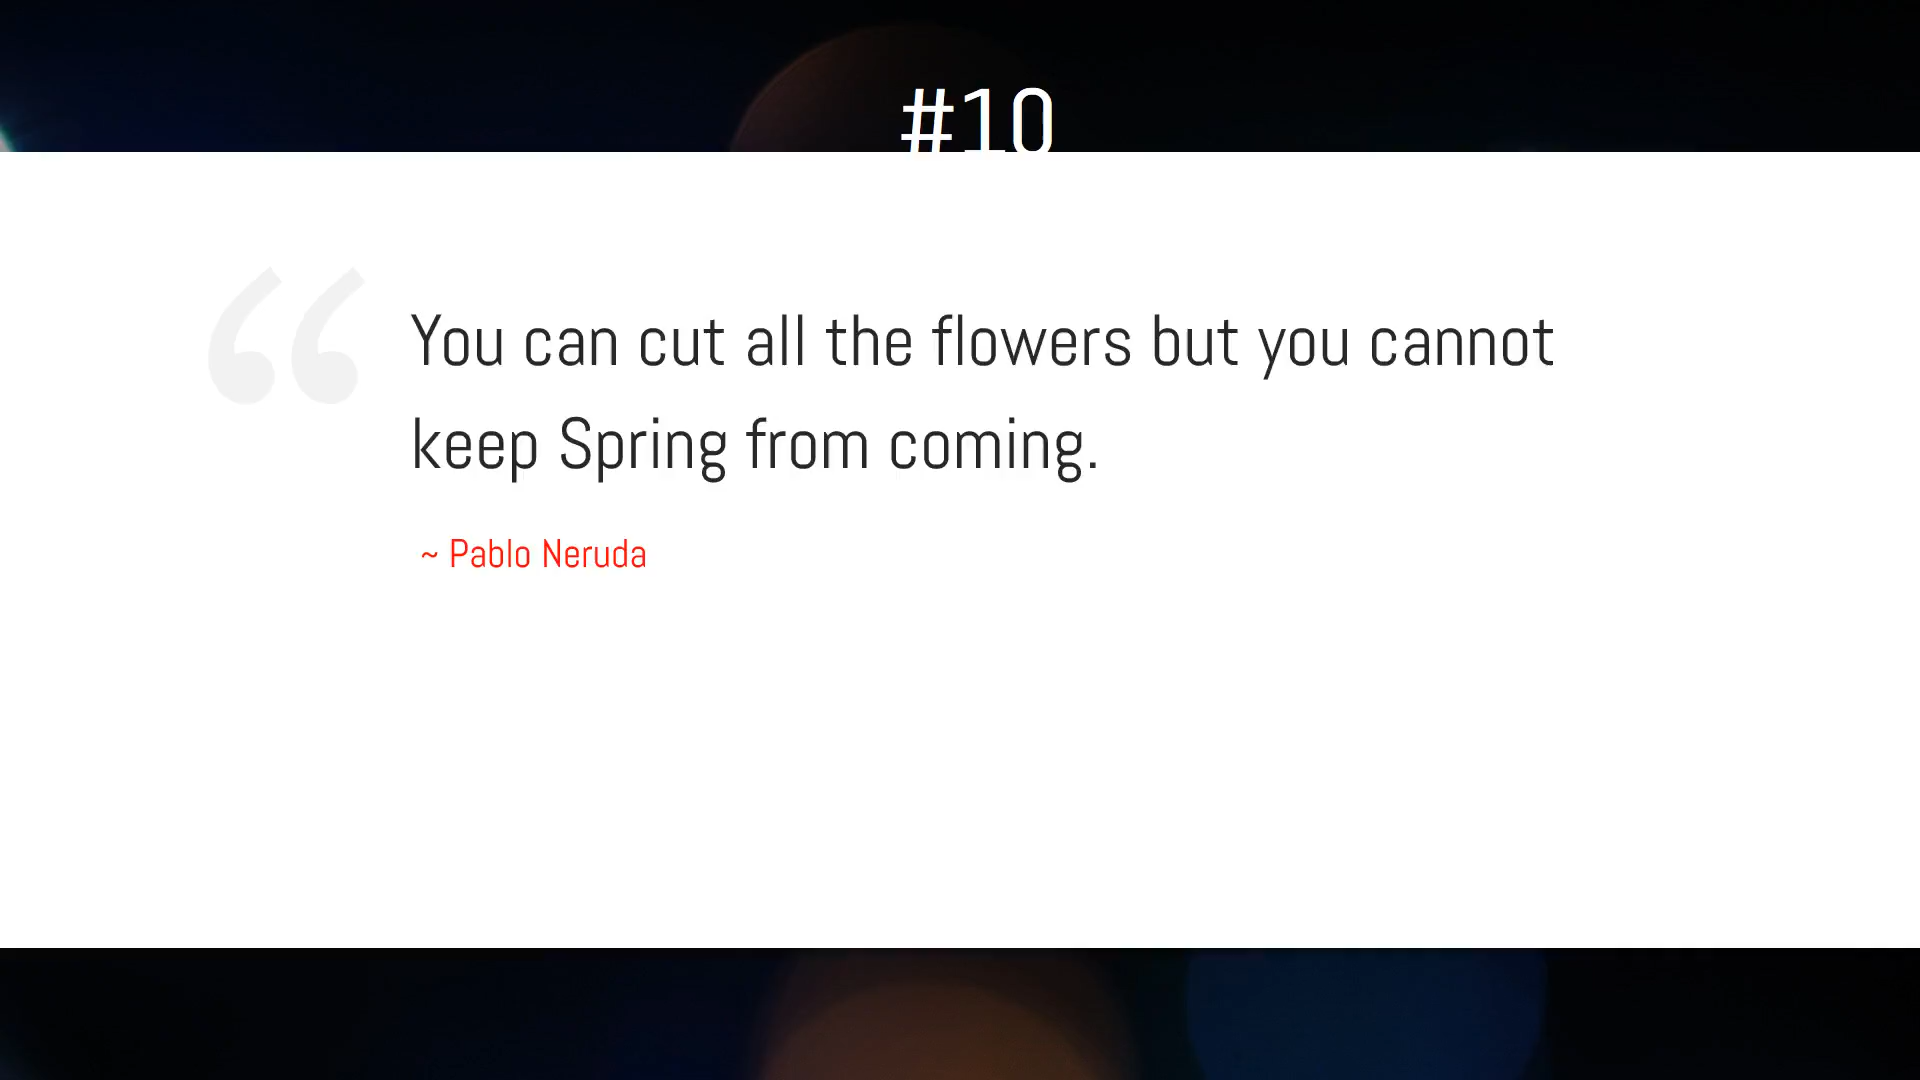 #10
“
You can cut all the flowers but you cannot
keep Spring from coming.
~ Pablo Neruda